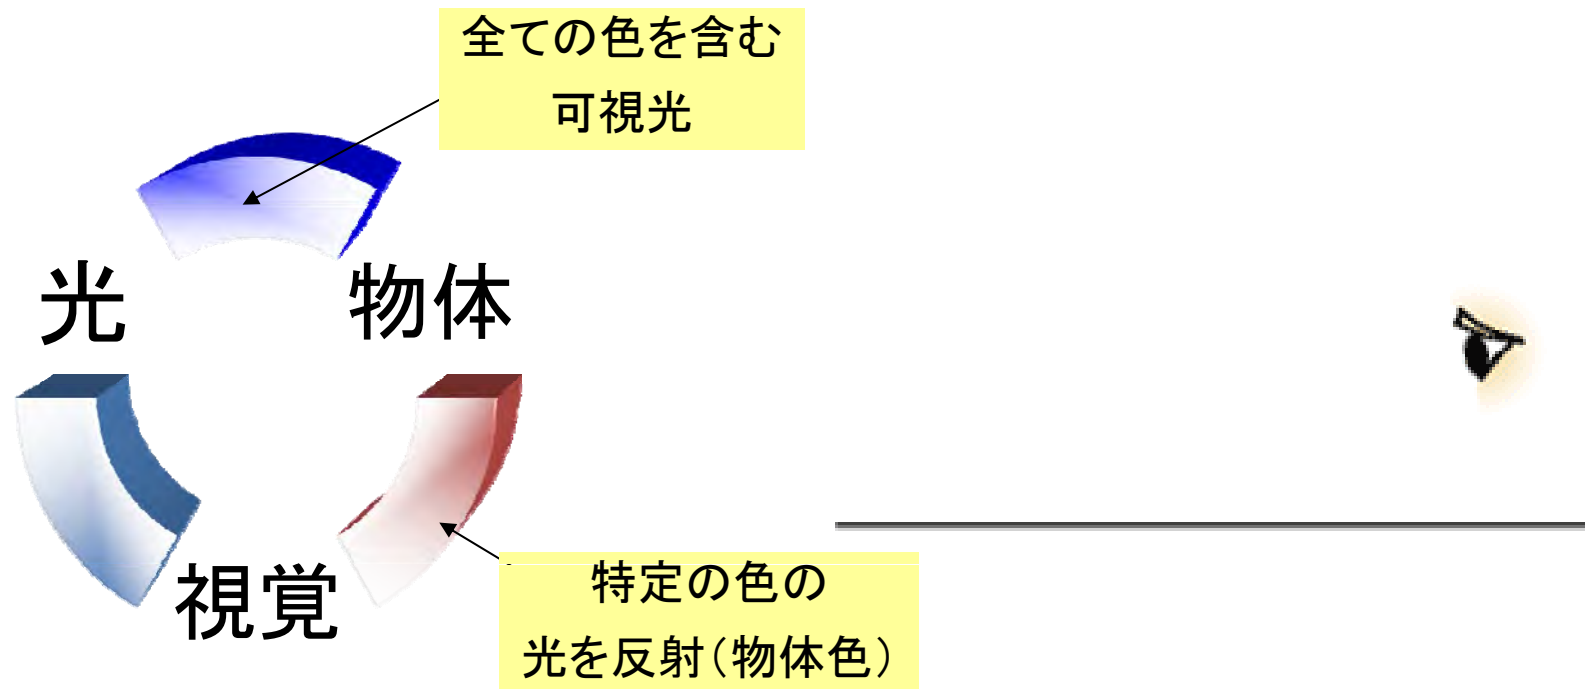 全ての色を含む
可視光
光
物体
視覚
特定の色の
光を反射（物体色）